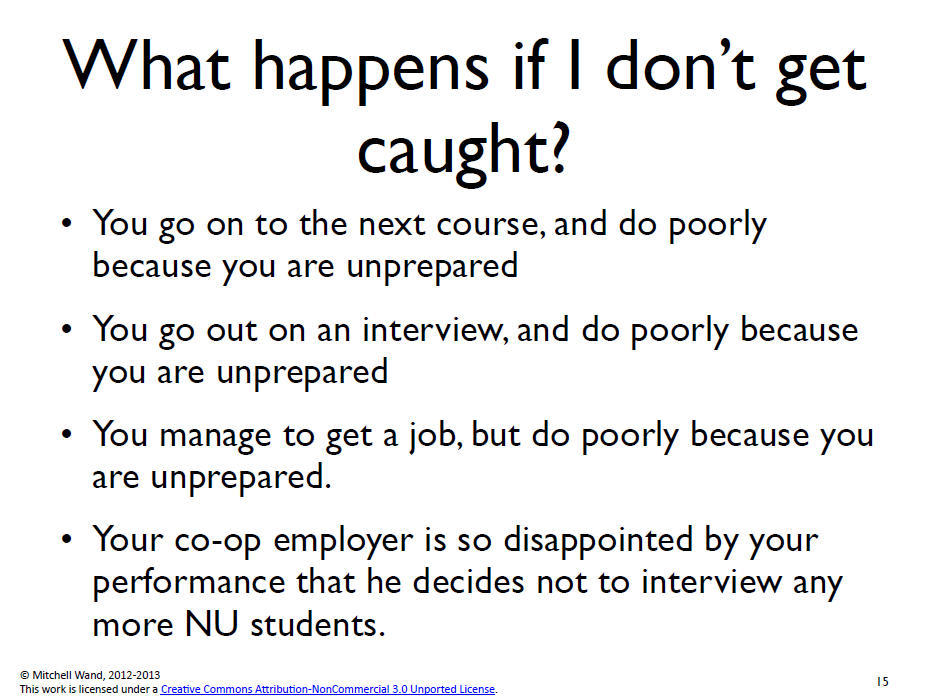 What happens if I don’t get
caught?
• You go on to the next course, and do poorly
because you are unprepared
• You go out on an interview, and do poorly because
you are unprepared
• You manage to get a job, but do poorly because you
are unprepared.
• Your co-op employer is so disappointed by your
performance that he decides not to interview any
more NU students.
© Mitchell Wand, 2012-2013
This work is licensed under a Creative Commons Attribution-NonCommercial 3.0 Unported License.
15